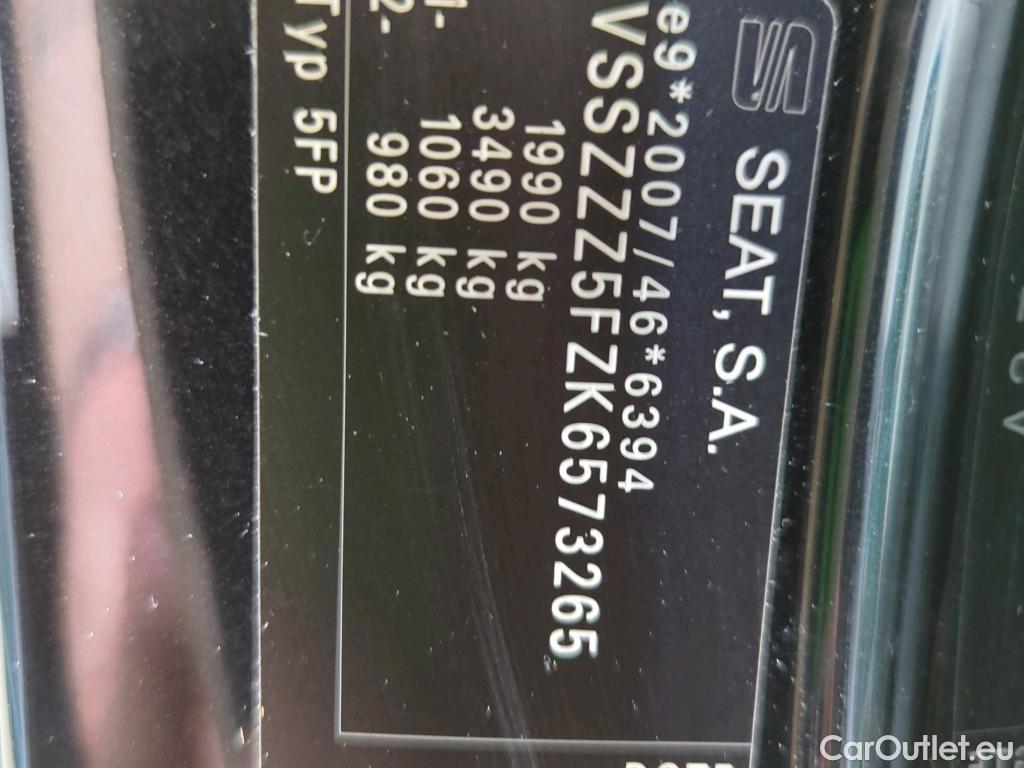 SEAT, S.A.
e9*2007/46*6394
VSSZZZ5FZK6573265
1990 kg
3490 kg
1- 1060 kg
2- 980 kg
Typ 5FP
CarOutlet.eu